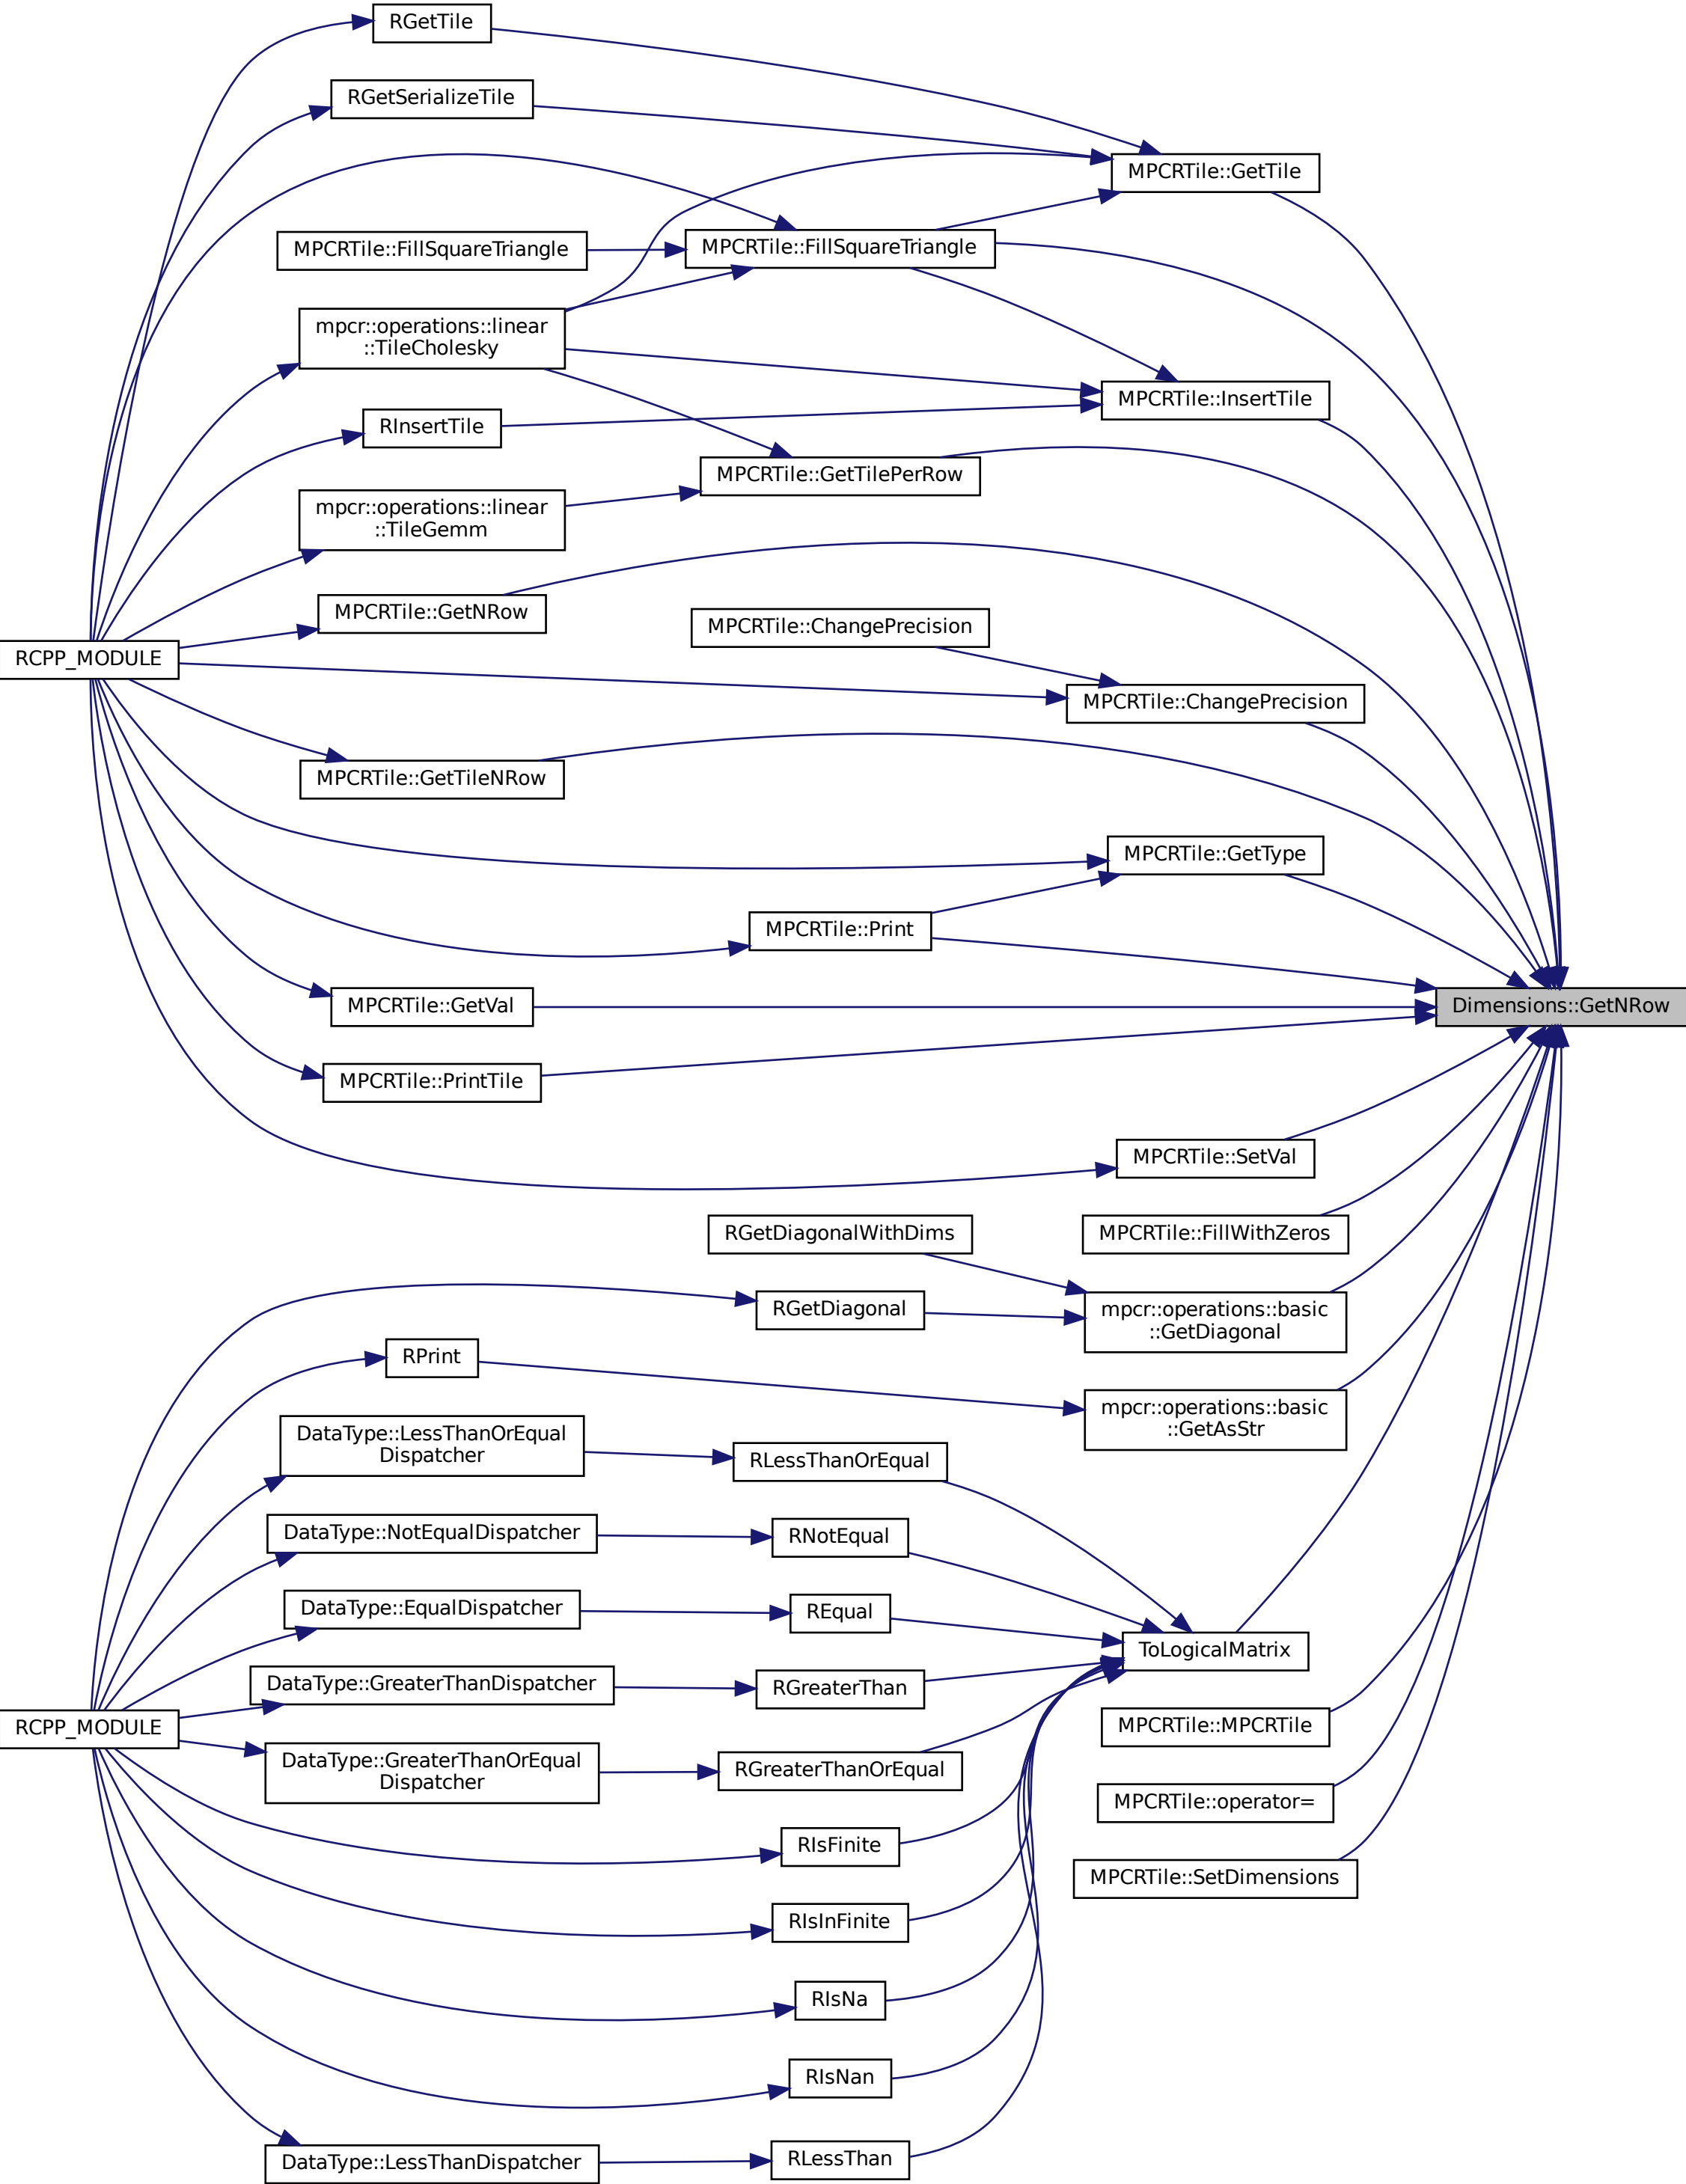 RGetTile
RGetSerializeTile
MPCRTile::GetTile
MPCRTile::FillSquareTriangle
MPCRTile::FillSquareTriangle
mpcr::operations::linear
::TileCholesky
MPCRTile::InsertTile
RInsertTile
MPCRTile::GetTilePerRow
mpcr::operations::linear
::TileGemm
MPCRTile::GetNRow
MPCRTile::ChangePrecision
RCPP_MODULE
MPCRTile::ChangePrecision
MPCRTile::GetTileNRow
MPCRTile::GetType
MPCRTile::Print
MPCRTile::GetVal
Dimensions::GetNRow
MPCRTile::PrintTile
MPCRTile::SetVal
RGetDiagonalWithDims
MPCRTile::FillWithZeros
RGetDiagonal
mpcr::operations::basic
::GetDiagonal
RPrint
mpcr::operations::basic
::GetAsStr
DataType::LessThanOrEqual
Dispatcher
RLessThanOrEqual
DataType::NotEqualDispatcher
RNotEqual
DataType::EqualDispatcher
REqual
ToLogicalMatrix
DataType::GreaterThanDispatcher
RGreaterThan
RCPP_MODULE
MPCRTile::MPCRTile
DataType::GreaterThanOrEqual
Dispatcher
RGreaterThanOrEqual
MPCRTile::operator=
RIsFinite
MPCRTile::SetDimensions
RIsInFinite
RIsNa
RIsNan
DataType::LessThanDispatcher
RLessThan